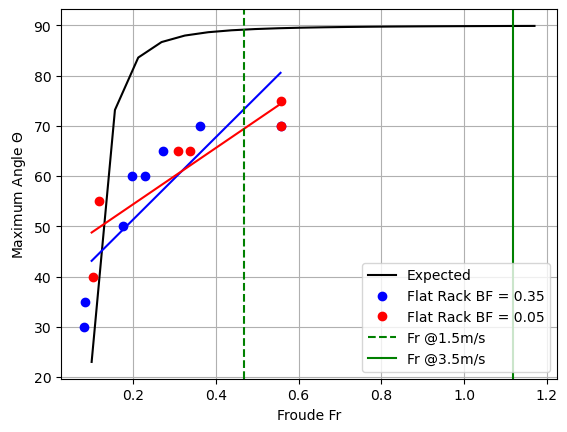 90
80
70
60
50
40
30
20
Maximum Angle Θ
Expected
Flat Rack BF = 0.35
Flat Rack BF = 0.05
Fr @1.5m/s
Fr @3.5m/s
0.2 0.4 0.6 0.8 1.0 1.2
Froude Fr